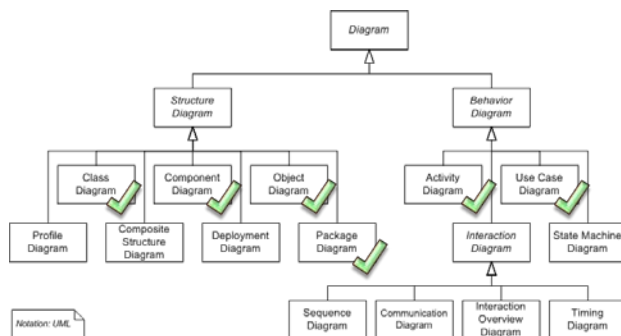 Diagram
Structure
Diagram
Behavior
Diagram
Class
Diagram
Component
Diagram
Object
Diagram
Activity
Diagram
Use Case
Diagram
Profile
Diagram
Composite
Structure
Diagram
Deployment
Diagram
Package
Diagram
Interaction
Diagram
State Machine
Diagram
Notation: UML
Sequence
Diagram
Communication
Diagram
Interaction
Overview
Diagram
Timing
Diagram